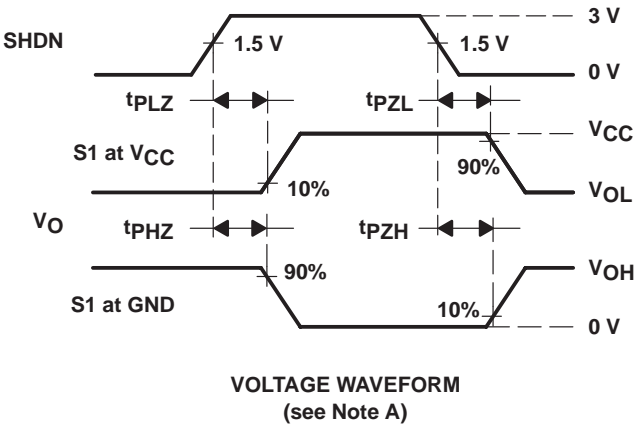 3 V
SHDN
1.5 V
1.5 V
0 V
tPLZ
tPZL
VCC
S1 at VCC
90%
10%
VOL
VO
tPHZ
tPZH
90%
VOH
S1 at GND
10%
0 V
VOLTAGE WAVEFORM
(see Note A)